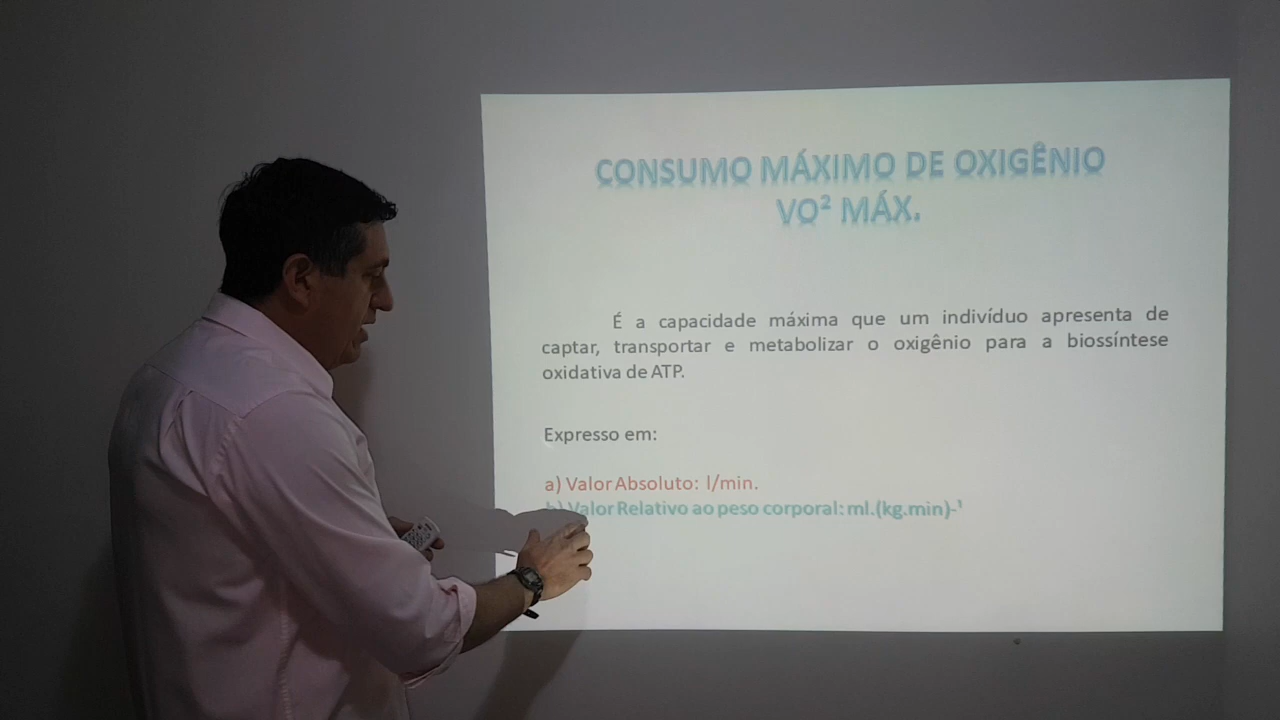 CONSUMO MÁXIMO DE OXIGÊNIO
VO² MÁX.
É a capacidade máxima que um indivíduo apresenta de
captar, transportar e metabolizar o oxigênio para a biossíntese
oxidativa de ATP.
Expresso em:
a) Valor Absoluto: l/min.
b) Valor Relativo ao peso corporal: ml.(kg.min)-¹